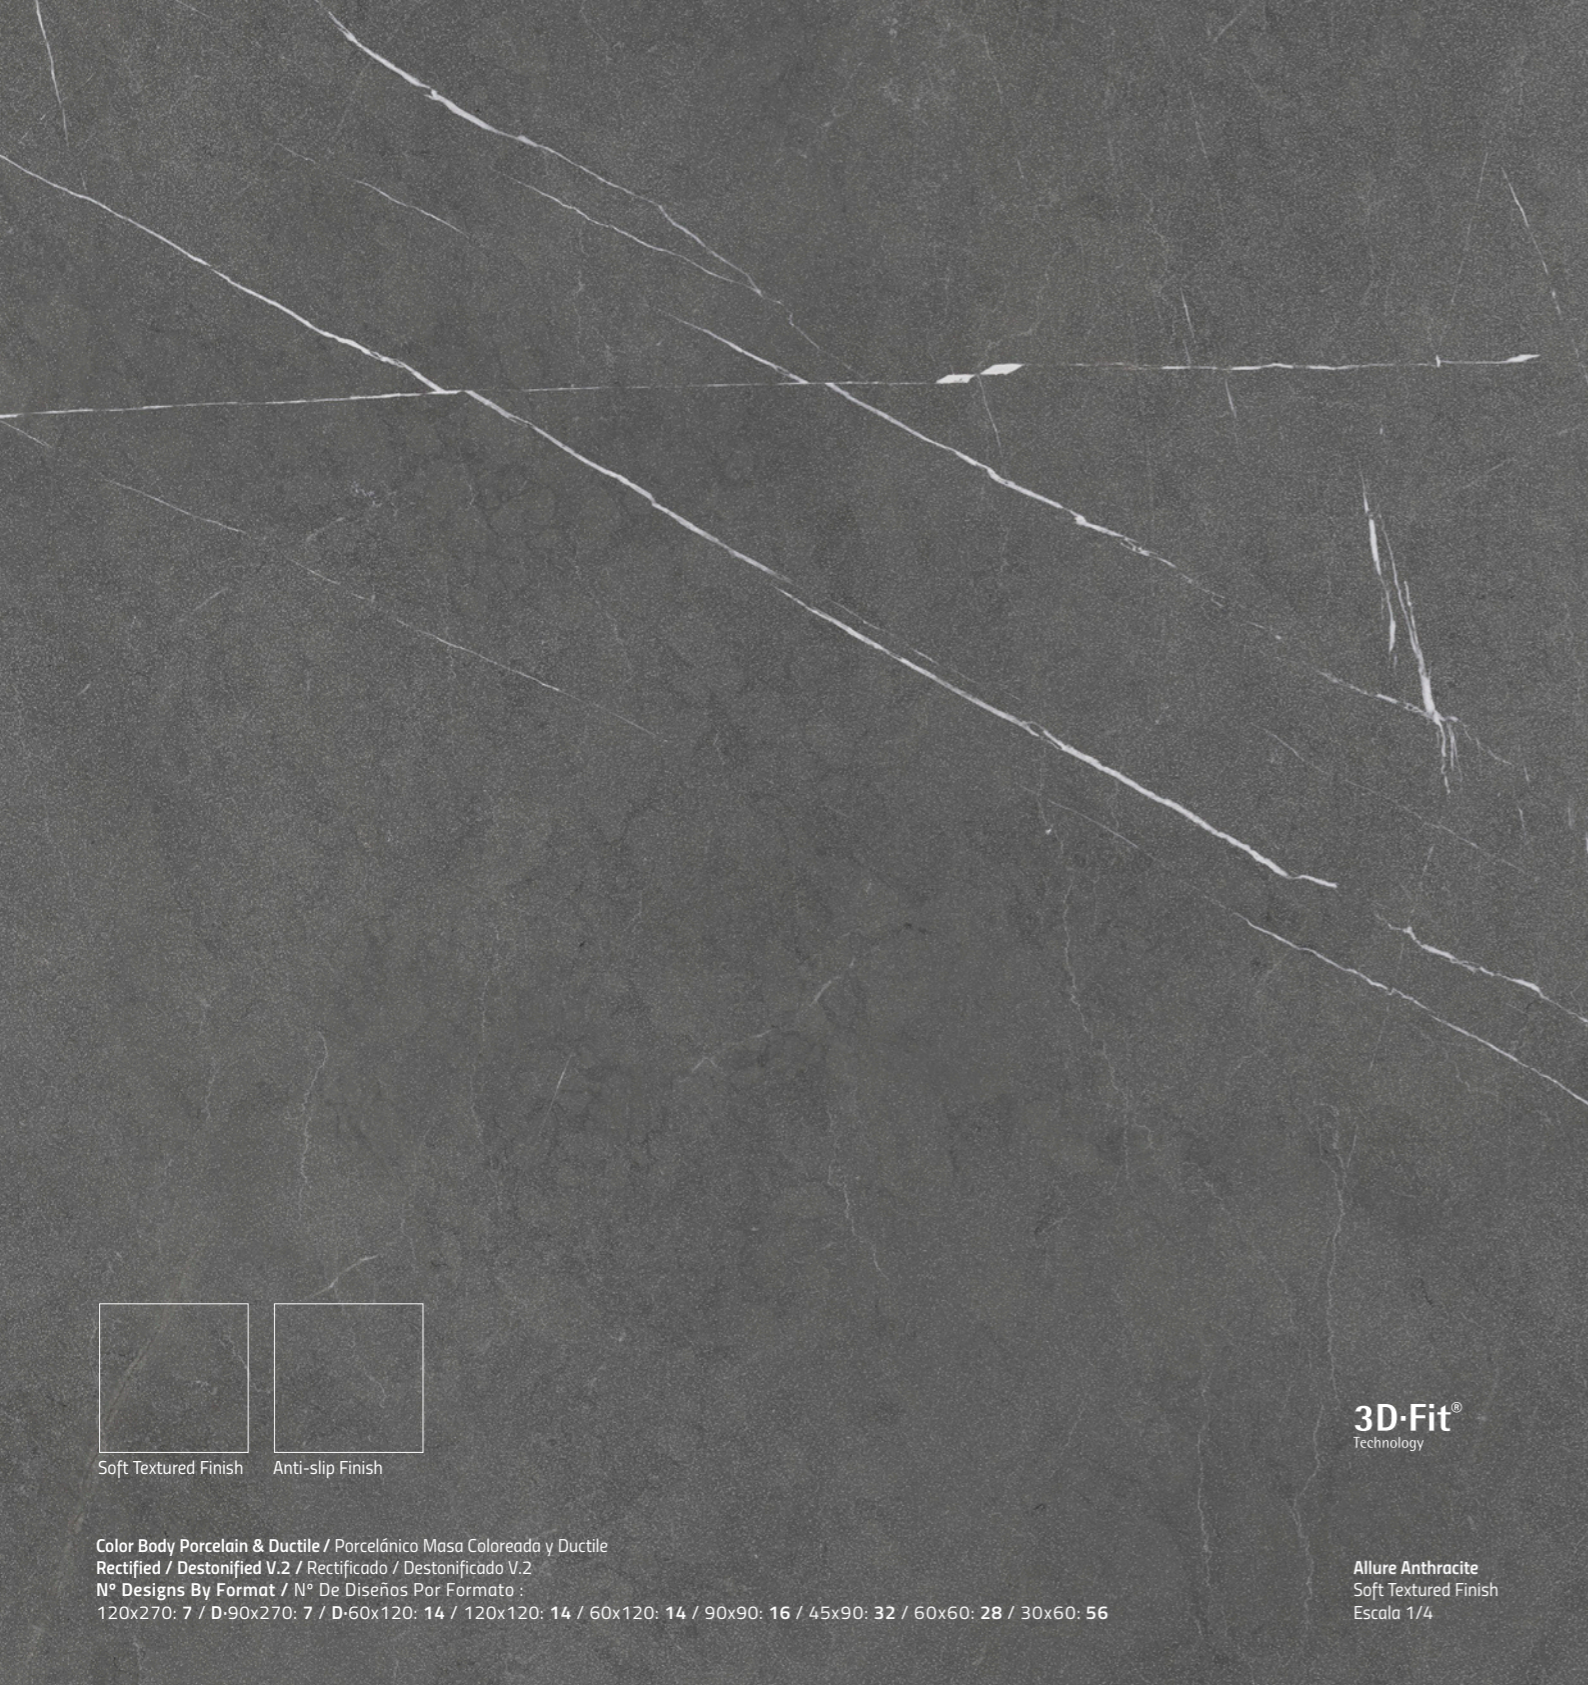 Soft Textured Finish
Anti-slip Finish
3D·Fit®
Technology
Color Body Porcelain & Ductile / Porcelánico Masa Coloreada y Ductile
Rectified / Destonified V.2 / Rectificado / Destonificado V.2
Nº Designs By Format / Nº De Diseños Por Formato :
120x270: 7 / D·90x270: 7 / D·60x120: 14 / 120x120: 14 / 60x120: 14 / 90x90: 16 / 45x90: 32 / 60x60: 28 / 30x60: 56
Allure Anthracite
Soft Textured Finish
Escala 1/4